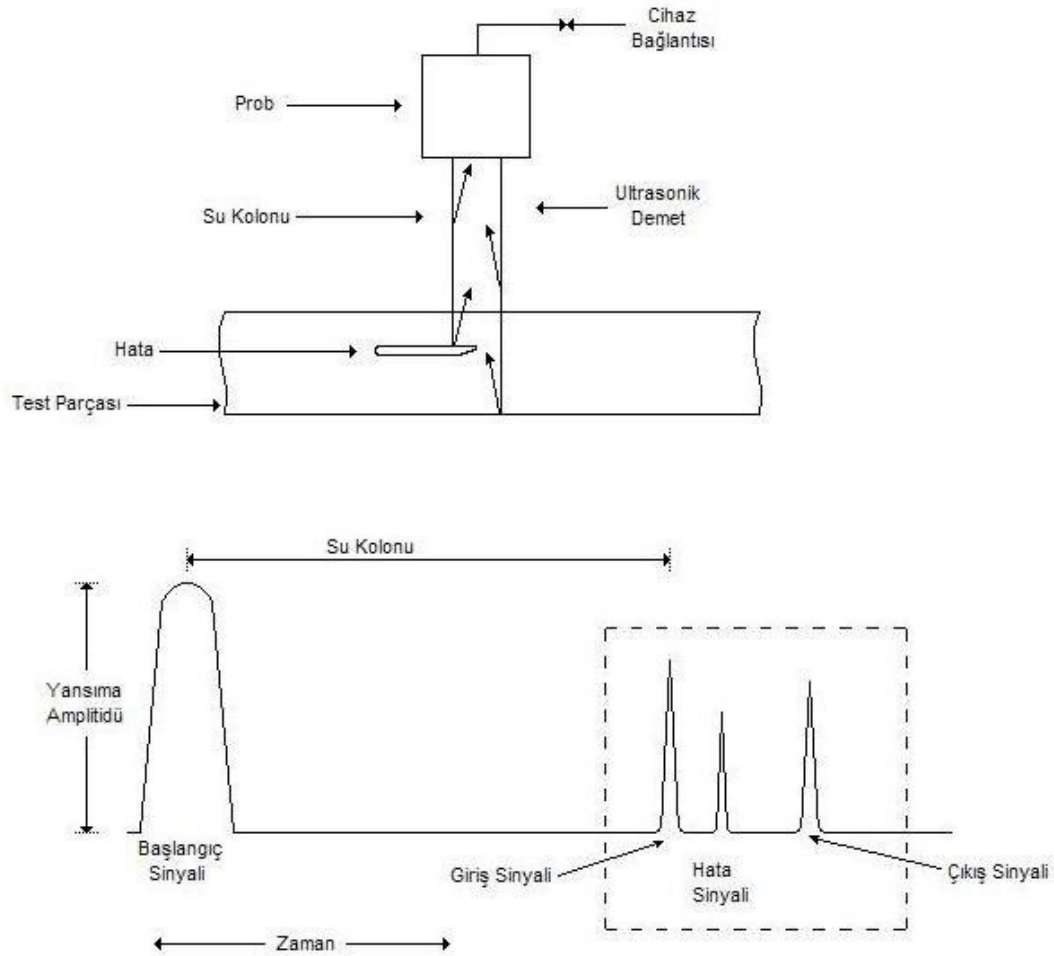 Cihaz
Bağlantısı
Prob
Su Kolonu
Ultrasonik
Demet
Hata
Test Parçası
Su Kolonu
Yansıma
Amplitidü
Başlangıç
Sinyali
Giriş Sinyali
Hata
Sinyali
Çıkış Sinyali
Zaman